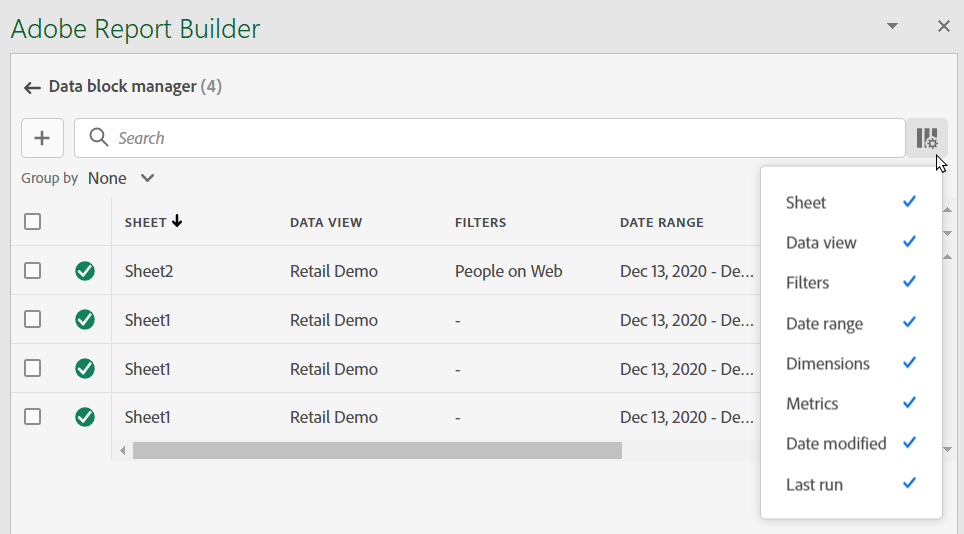 Adobe Report Builder
Data block manager (4)
Search
Group by None
SHEET DATA VIEW FILTERS DATE RANGE
Sheet2 Retail Demo People on Web Dec 13, 2020 - De...
Sheet1 Retail Demo - Dec 13, 2020 - De...
Sheet1 Retail Demo - Dec 13, 2020 - De...
Sheet1 Retail Demo - Dec 13, 2020 - De...
Sheet
Data view
Filters
Date range
Dimensions
Metrics
Date modified
Last run